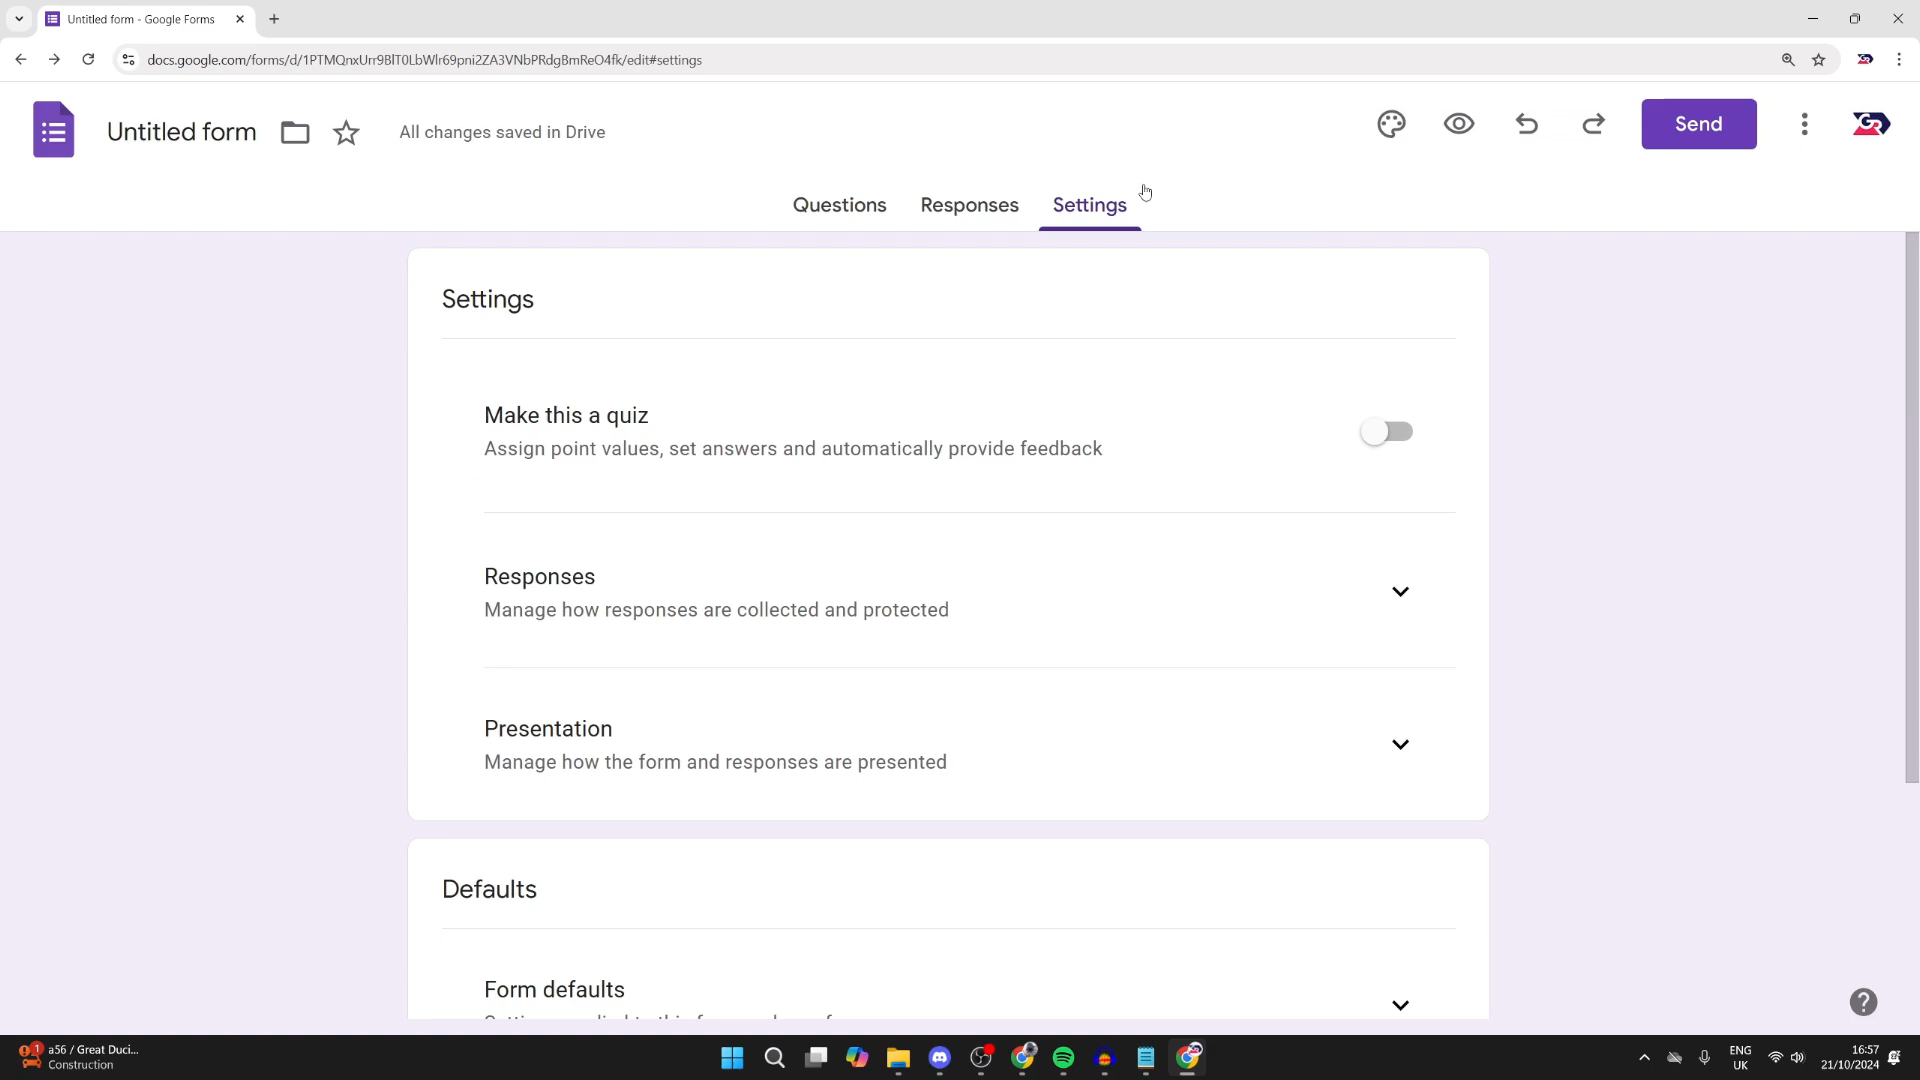 Untitled form - Google Forms
docs.google.com/forms/d/1PTMQnxUrr9BlT0LbWlr69pni2ZA3VNbPRdgBmReO4fk/edit#settings
Untitled form
All changes saved in Drive
Send
Questions
Responses
Settings
Settings
Make this a quiz
Assign point values, set answers and automatically provide feedback
Responses
Manage how responses are collected and protected
Presentation
Manage how the form and responses are presented
Defaults
Form defaults
1
a56 / Great Duci...
Construction
ENG
UK
16:57
21/10/2024